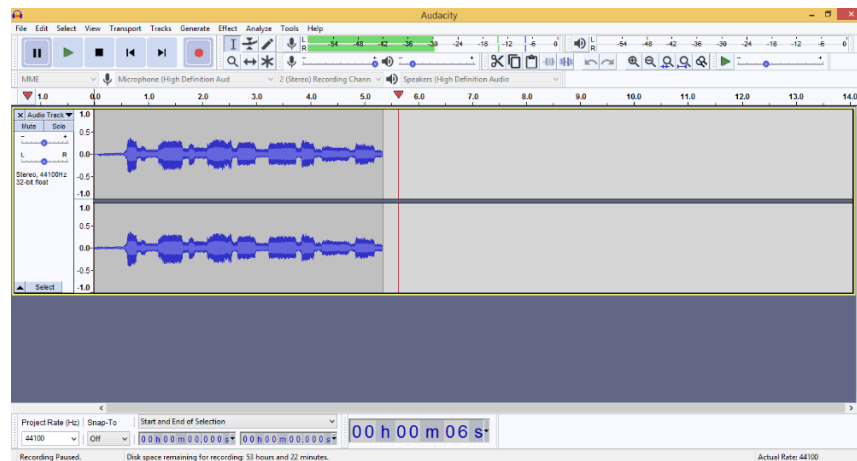 Audacity
File Edit Select View Transport Tracks Generate Effect Analyze Tools Help
L R -54 -48 -42 -36 -30 -24 -18 -12 -6 0 L R -54 -48 -42 -36 -30 -24 -18 -12 -6 0
MME Microphone (High Definition Aud 2 (Stereo) Recording Chann Speakers (High Definition Audio
1.0 0.0 1.0 2.0 3.0 4.0 5.0 6.0 7.0 8.0 9.0 10.0 11.0 12.0 13.0 14.0
Audio Track 1.0
Mute Solo
- + 0.5
L R 0.0
Stereo, 44100Hz -0.5
32-bit float
-1.0
1.0
0.5
0.0
-0.5
Select -1.0
Project Rate (Hz) Snap-To Start and End of Selection
44100 Off 00 h 00 m 00.000 s 00 h 00 m 00.000 s 00 h 00 m 06 s
Recording Paused. Disk space remaining for recording: 53 hours and 22 minutes. Actual Rate: 44100